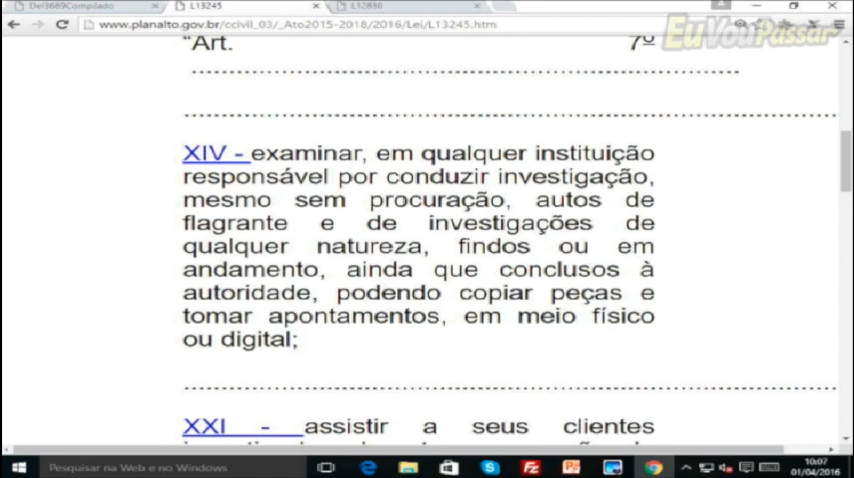 Del3689Compilado
L13245
L12830
www.planalto.gov.br/ccivil_03/_Ato2015-2018/2016/Lei/L13245.htm
EuVouPassar
"Art. 7º
XIV - examinar, em qualquer instituição
responsável por conduzir investigação,
mesmo sem procuração, autos de
flagrante e de investigações de
qualquer natureza, findos ou em
andamento, ainda que conclusos à
autoridade, podendo copiar peças e
tomar apontamentos, em meio físico
ou digital;
XXI - assistir a seus clientes
Pesquisar na Web e no Windows
10:07
01/04/2016